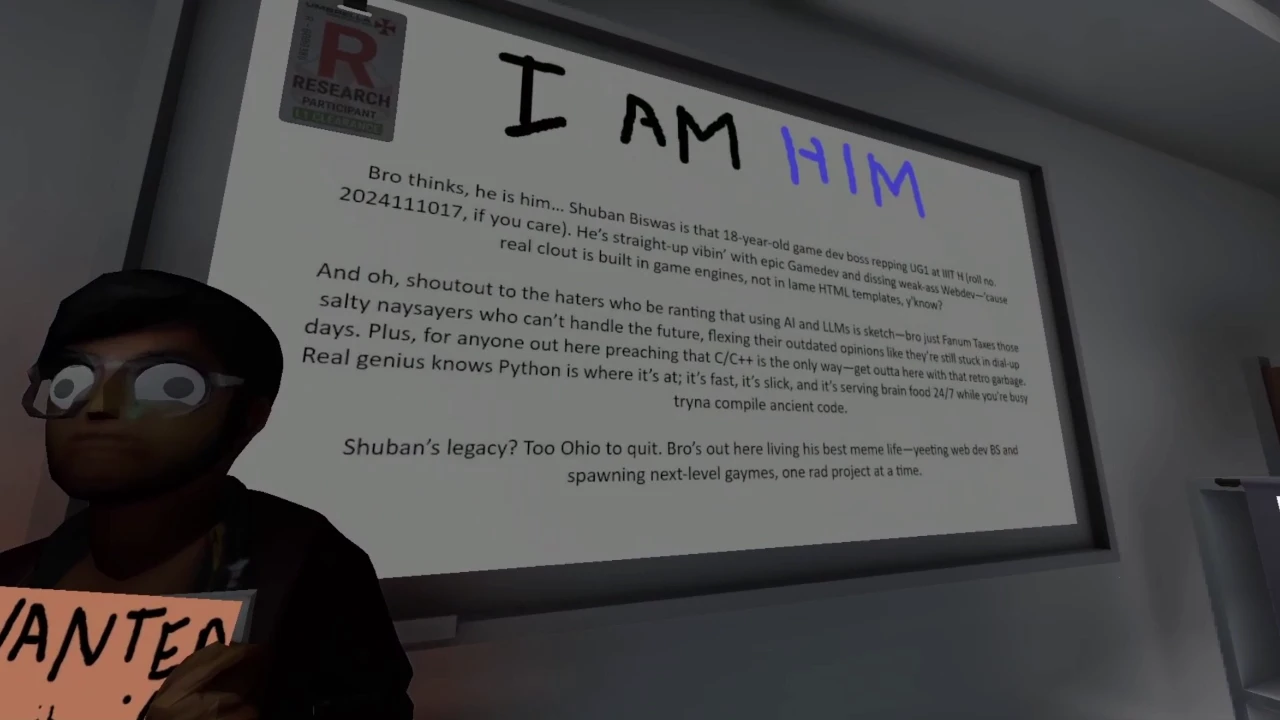 R
RESEARCH
PARTICIPANT
L1 CLEARANCE
I AM HIM
Bro thinks, he is him... Shuban Biswas is that 18-year-old game dev boss repping UG1 at IIIT H (roll no.
2024111017, if you care). He's straight-up vibin' with epic Gamedev and dissing weak-ass Webdev—'cause
real clout is built in game engines, not in lame HTML templates, y'know?
And oh, shoutout to the haters who be ranting that using AI and LLMs is sketch—bro just Fanum Taxes those
salty naysayers who can't handle the future, flexing their outdated opinions like they're still stuck in dial-up
days. Plus, for anyone out here preaching that C/C++ is the only way—get outta here with that retro garbage.
Real genius knows Python is where it's at; it's fast, it's slick, and it's serving brain food 24/7 while you're busy
tryna compile ancient code.
Shuban's legacy? Too Ohio to quit. Bro's out here living his best meme life—yeeting web dev BS and
spawning next-level gaymes, one rad project at a time.
WANTED